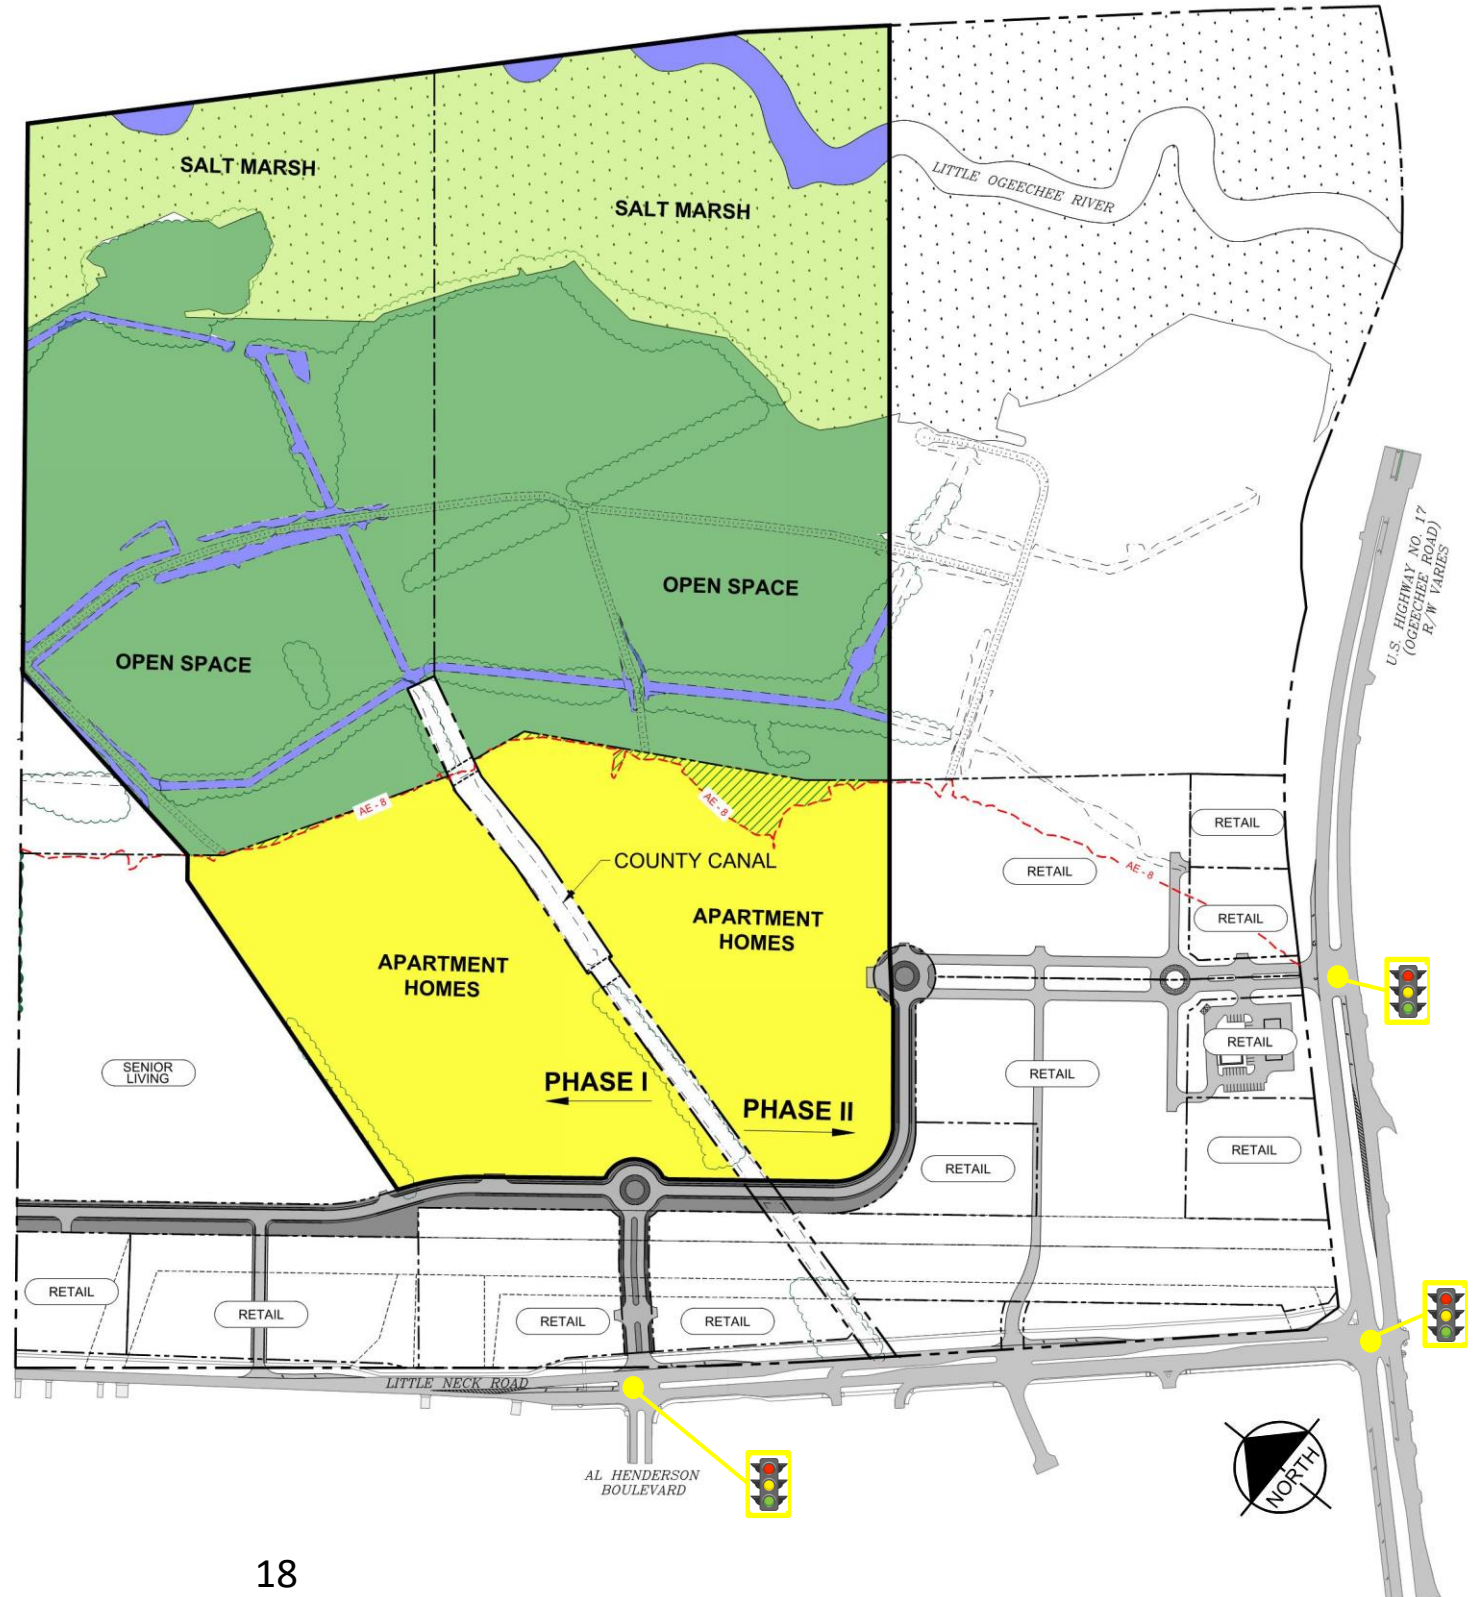 SALT MARSH
SALT MARSH
LITTLE OGEECHEE RIVER
U.S. HIGHWAY NO. 17
(OGEECHEE ROAD)
R/W VARIES
OPEN SPACE
OPEN SPACE
AE - 8
AE - 8
AE - 8
RETAIL
RETAIL
RETAIL
COUNTY CANAL
APARTMENT
HOMES
APARTMENT
HOMES
RETAIL
SENIOR
LIVING
RETAIL
PHASE I
PHASE II
RETAIL
RETAIL
RETAIL
RETAIL
RETAIL
RETAIL
LITTLE NECK ROAD
AL HENDERSON
BOULEVARD
NORTH
18